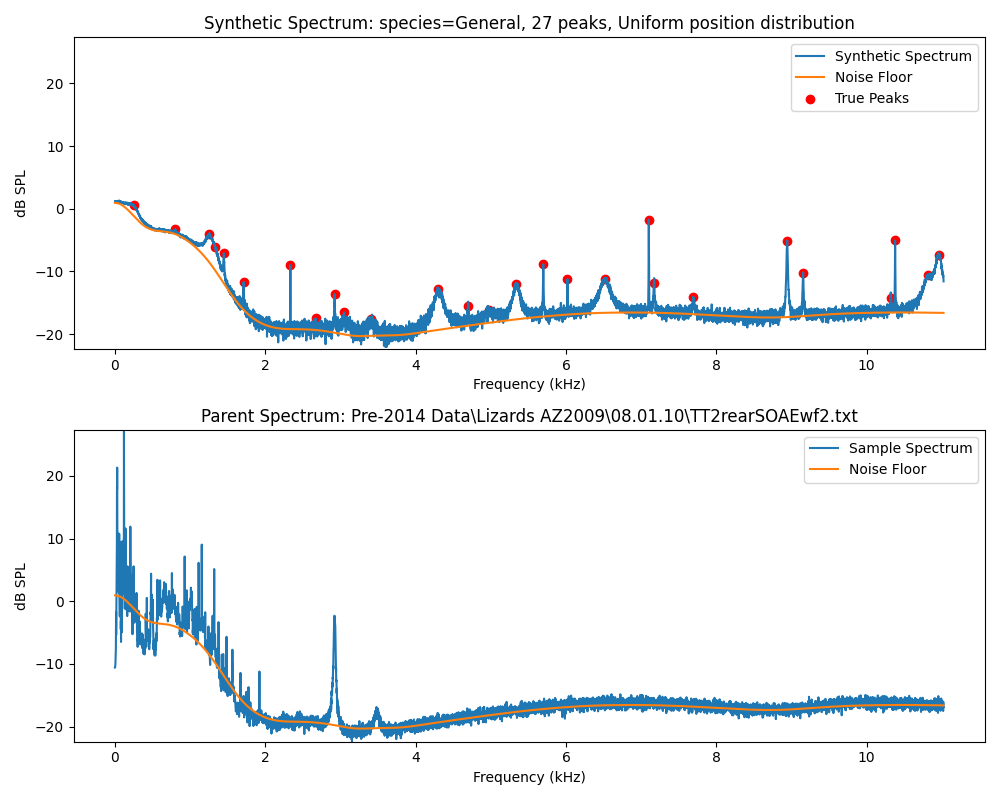 Synthetic Spectrum: species=General, 27 peaks, Uniform position distribution
Synthetic Spectrum
Noise Floor
True Peaks
20
10
0
−10
−20
dB SPL
0 2 4 6 8 10
Frequency (kHz)
Parent Spectrum: Pre-2014 Data\Lizards AZ2009\08.01.10\TT2rearSOAEwf2.txt
Sample Spectrum
Noise Floor
20
10
0
−10
−20
dB SPL
0 2 4 6 8 10
Frequency (kHz)